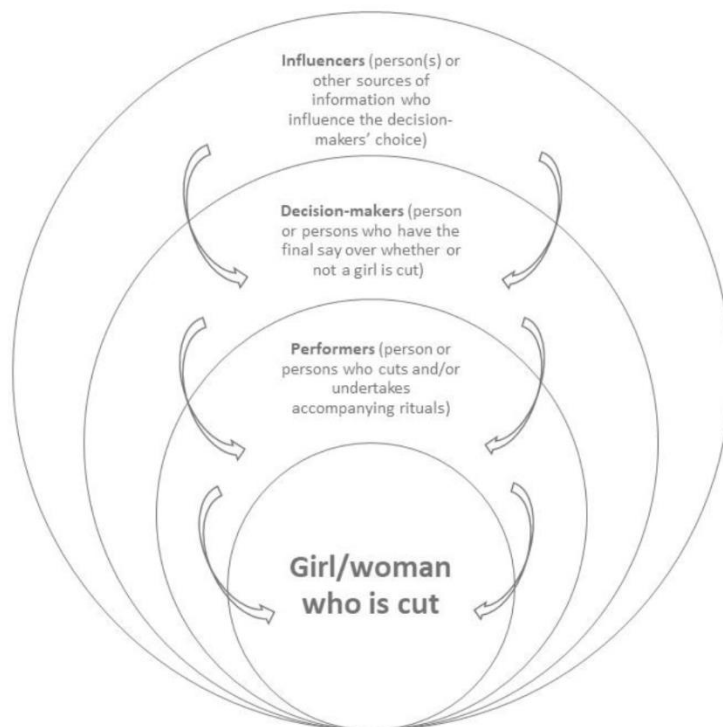 Influencers (person(s) or
other sources of
information who
influence the decision-
makers' choice)
Decision-makers (person
or persons who have the
final say over whether or
not a girl is cut)
Performers (person or
persons who cuts and/or
undertakes
accompanying rituals)
Girl/woman
who is cut